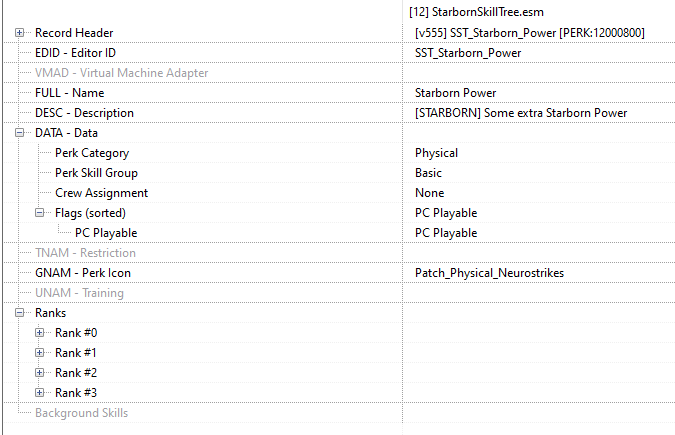 [12] StarbornSkillTree.esm
Record Header [v555] SST_Starborn_Power [PERK:12000800]
EDID - Editor ID SST_Starborn_Power
VMAD - Virtual Machine Adapter
FULL - Name Starborn Power
DESC - Description [STARBORN] Some extra Starborn Power
DATA - Data
Perk Category Physical
Perk Skill Group Basic
Crew Assignment None
Flags (sorted) PC Playable
PC Playable PC Playable
TNAM - Restriction
GNAM - Perk Icon Patch_Physical_Neurostrikes
UNAM - Training
Ranks
Rank #0
Rank #1
Rank #2
Rank #3
Background Skills